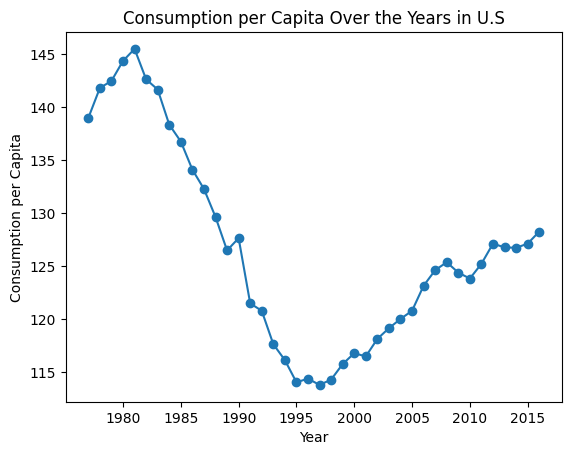 Consumption per Capita Over the Years in U.S
145
140
135
130
125
120
115
Consumption per Capita
1980 1985 1990 1995 2000 2005 2010 2015
Year